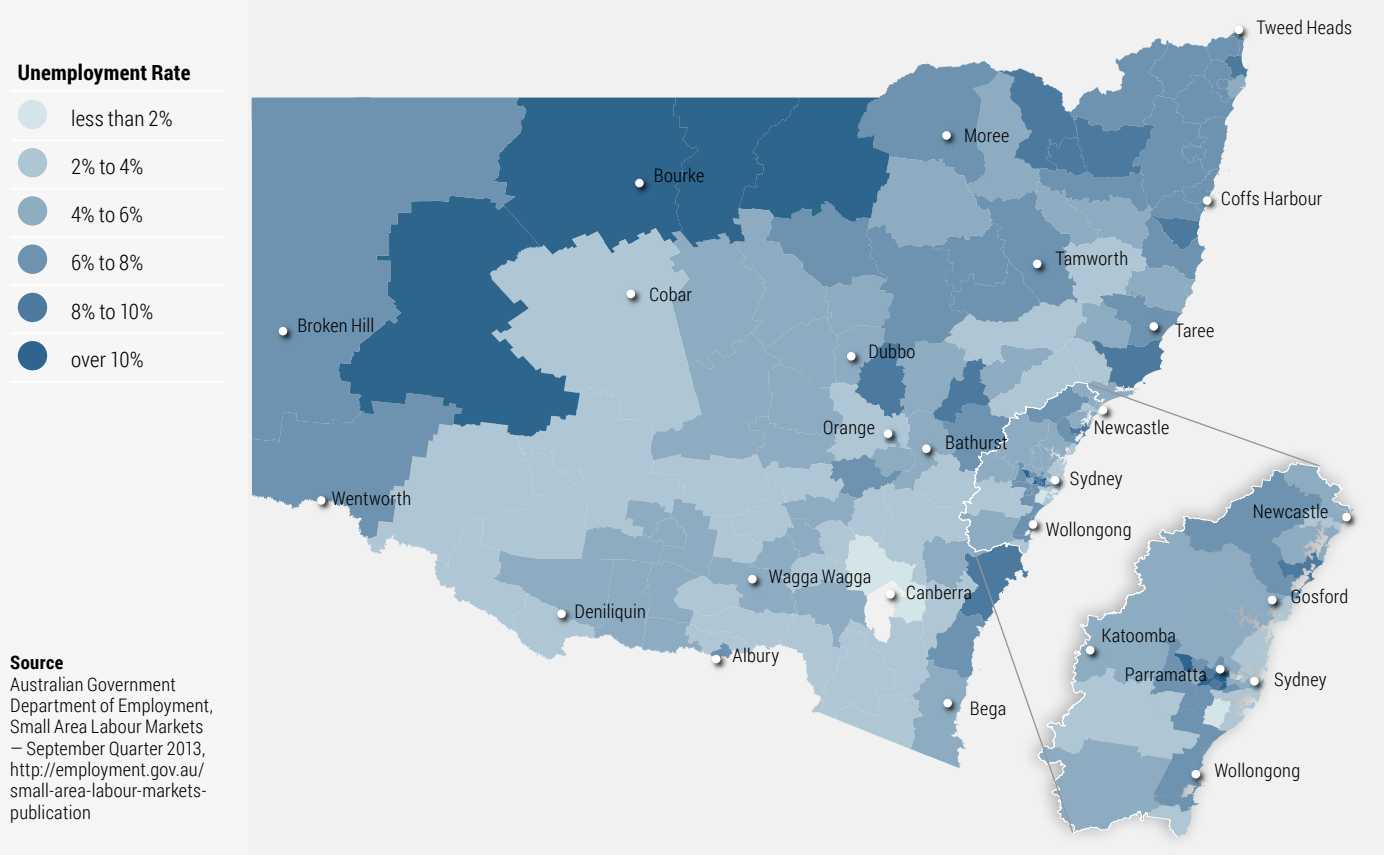 Unemployment Rate
less than 2%
2% to 4%
4% to 6%
6% to 8%
8% to 10%
over 10%
Source
Australian Government
Department of Employment,
Small Area Labour Markets
– September Quarter 2013,
http://employment.gov.au/
small-area-labour-markets-
publication
Tweed Heads
Moree
Bourke
Coffs Harbour
Tamworth
Cobar
Broken Hill
Taree
Dubbo
Orange
Newcastle
Bathurst
Sydney
Wentworth
Wollongong
Wagga Wagga
Canberra
Deniliquin
Albury
Bega
Newcastle
Gosford
Katoomba
Parramatta
Sydney
Wollongong